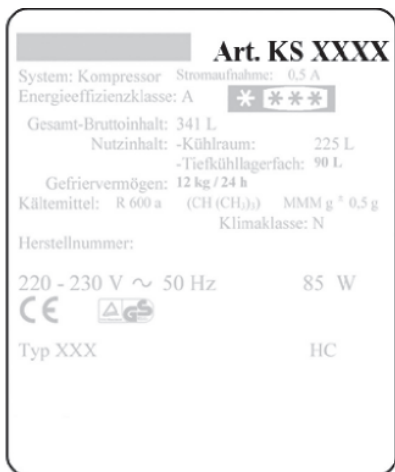 Art. KS XXXX
System: Kompressor Stromaufnahme: 0,5 A
Energieeffizienzklasse: A
Gesamt-Bruttoinhalt: 341 L
Nutzinhalt: -Kühlraum: 225 L
-Tiefkühllagerfach: 90 L
Gefriervermögen: 12 kg / 24 h
Kältemittel: R 600 a (CH (CH₃)₃) MMM g ± 0,5 g
Klimaklasse: N
Herstellnummer:
220 - 230 V ~ 50 Hz 85 W
CE GS
Typ XXX HC